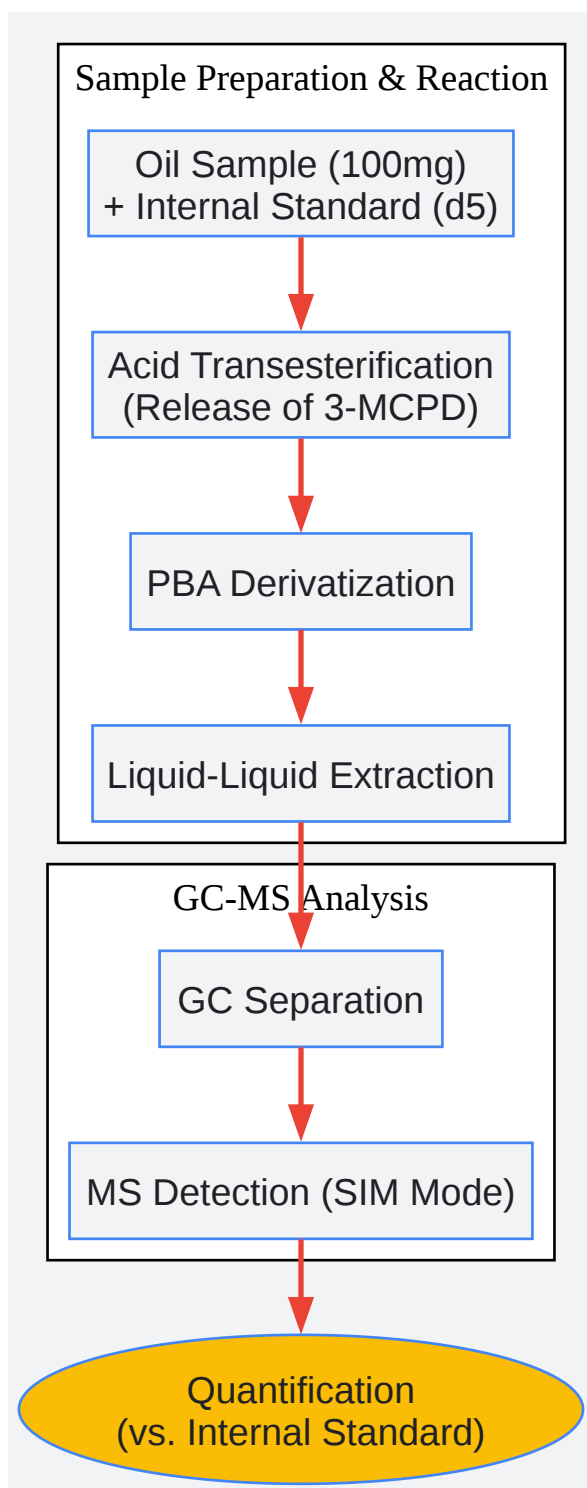 Sample Preparation & Reaction
Oil Sample (100mg)
+ Internal Standard (d5)
Acid Transesterification
(Release of 3-MCPD)
PBA Derivatization
Liquid-Liquid Extraction
GC-MS Analysis
GC Separation
MS Detection (SIM Mode)
Quantification
(vs. Internal Standard)